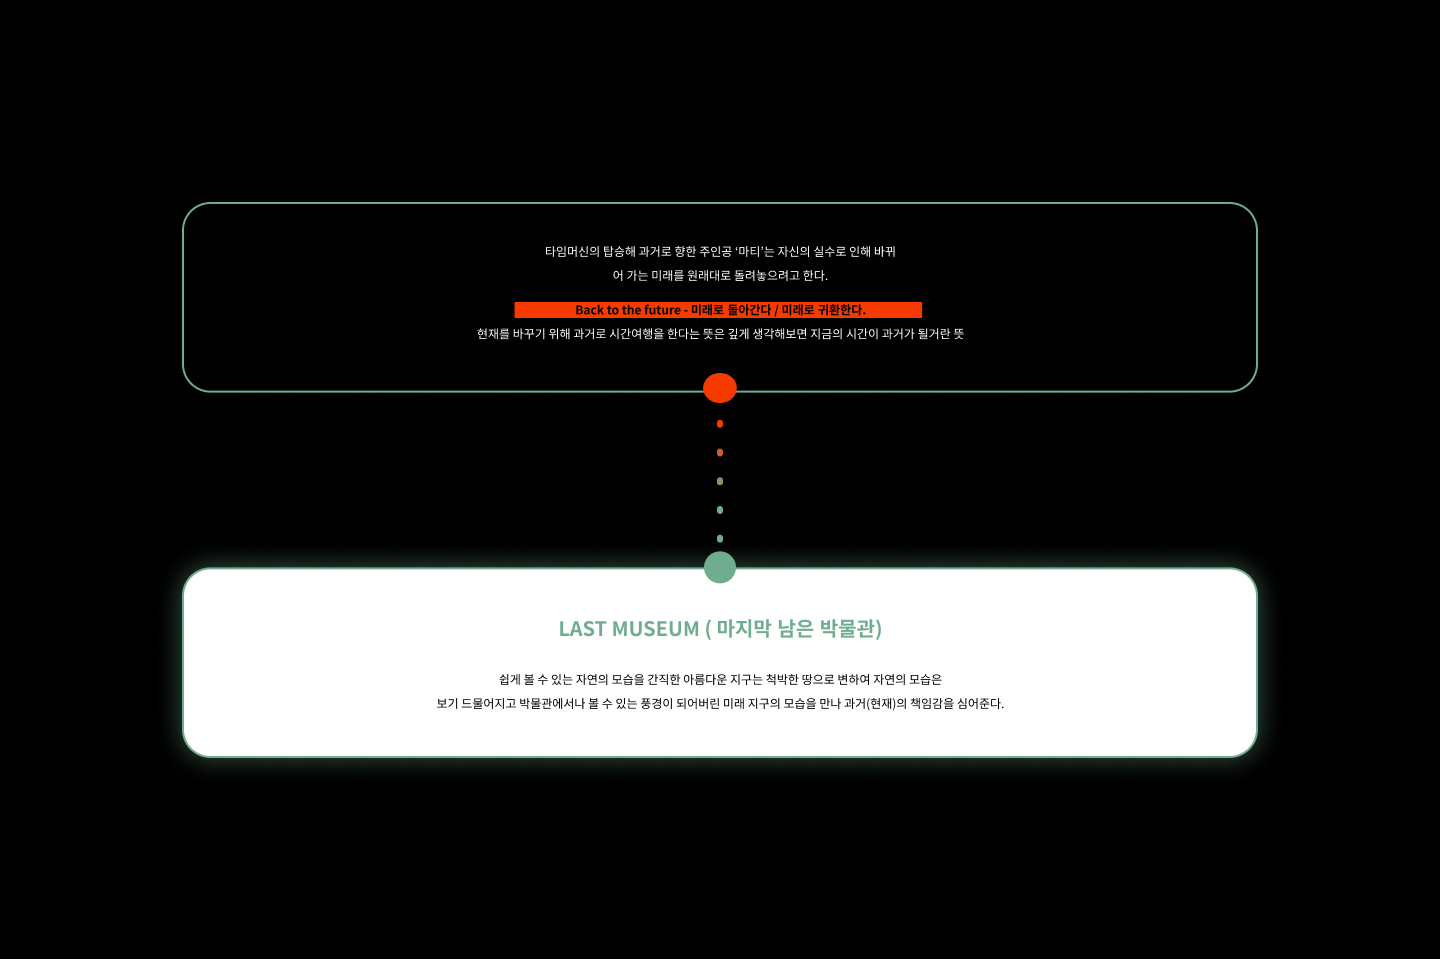 타임머신의 탑승해 과거로 향한 주인공 ‘마티’는 자신의 실수로 인해 바뀌
어 가는 미래를 원래대로 돌려놓으려고 한다.
Back to the future - 미래로 돌아간다 / 미래로 귀환한다.
현재를 바꾸기 위해 과거로 시간여행을 한다는 뜻은 깊게 생각해보면 지금의 시간이 과거가 될거란 뜻
LAST MUSEUM ( 마지막 남은 박물관)
쉽게 볼 수 있는 자연의 모습을 간직한 아름다운 지구는 척박한 땅으로 변하여 자연의 모습은
보기 드물어지고 박물관에서나 볼 수 있는 풍경이 되어버린 미래 지구의 모습을 만나 과거(현재)의 책임감을 심어준다.